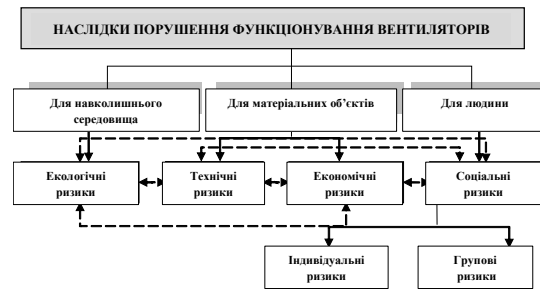 НАСЛІДКИ ПОРУШЕННЯ ФУНКЦІОНУВАННЯ ВЕНТИЛЯТОРІВ
Для навколишнього
середовища
Для матеріальних об’єктів
Для людини
Екологічні
ризики
Технічні
ризики
Економічні
ризики
Соціальні
ризики
Індивідуальні
ризики
Групові
ризики